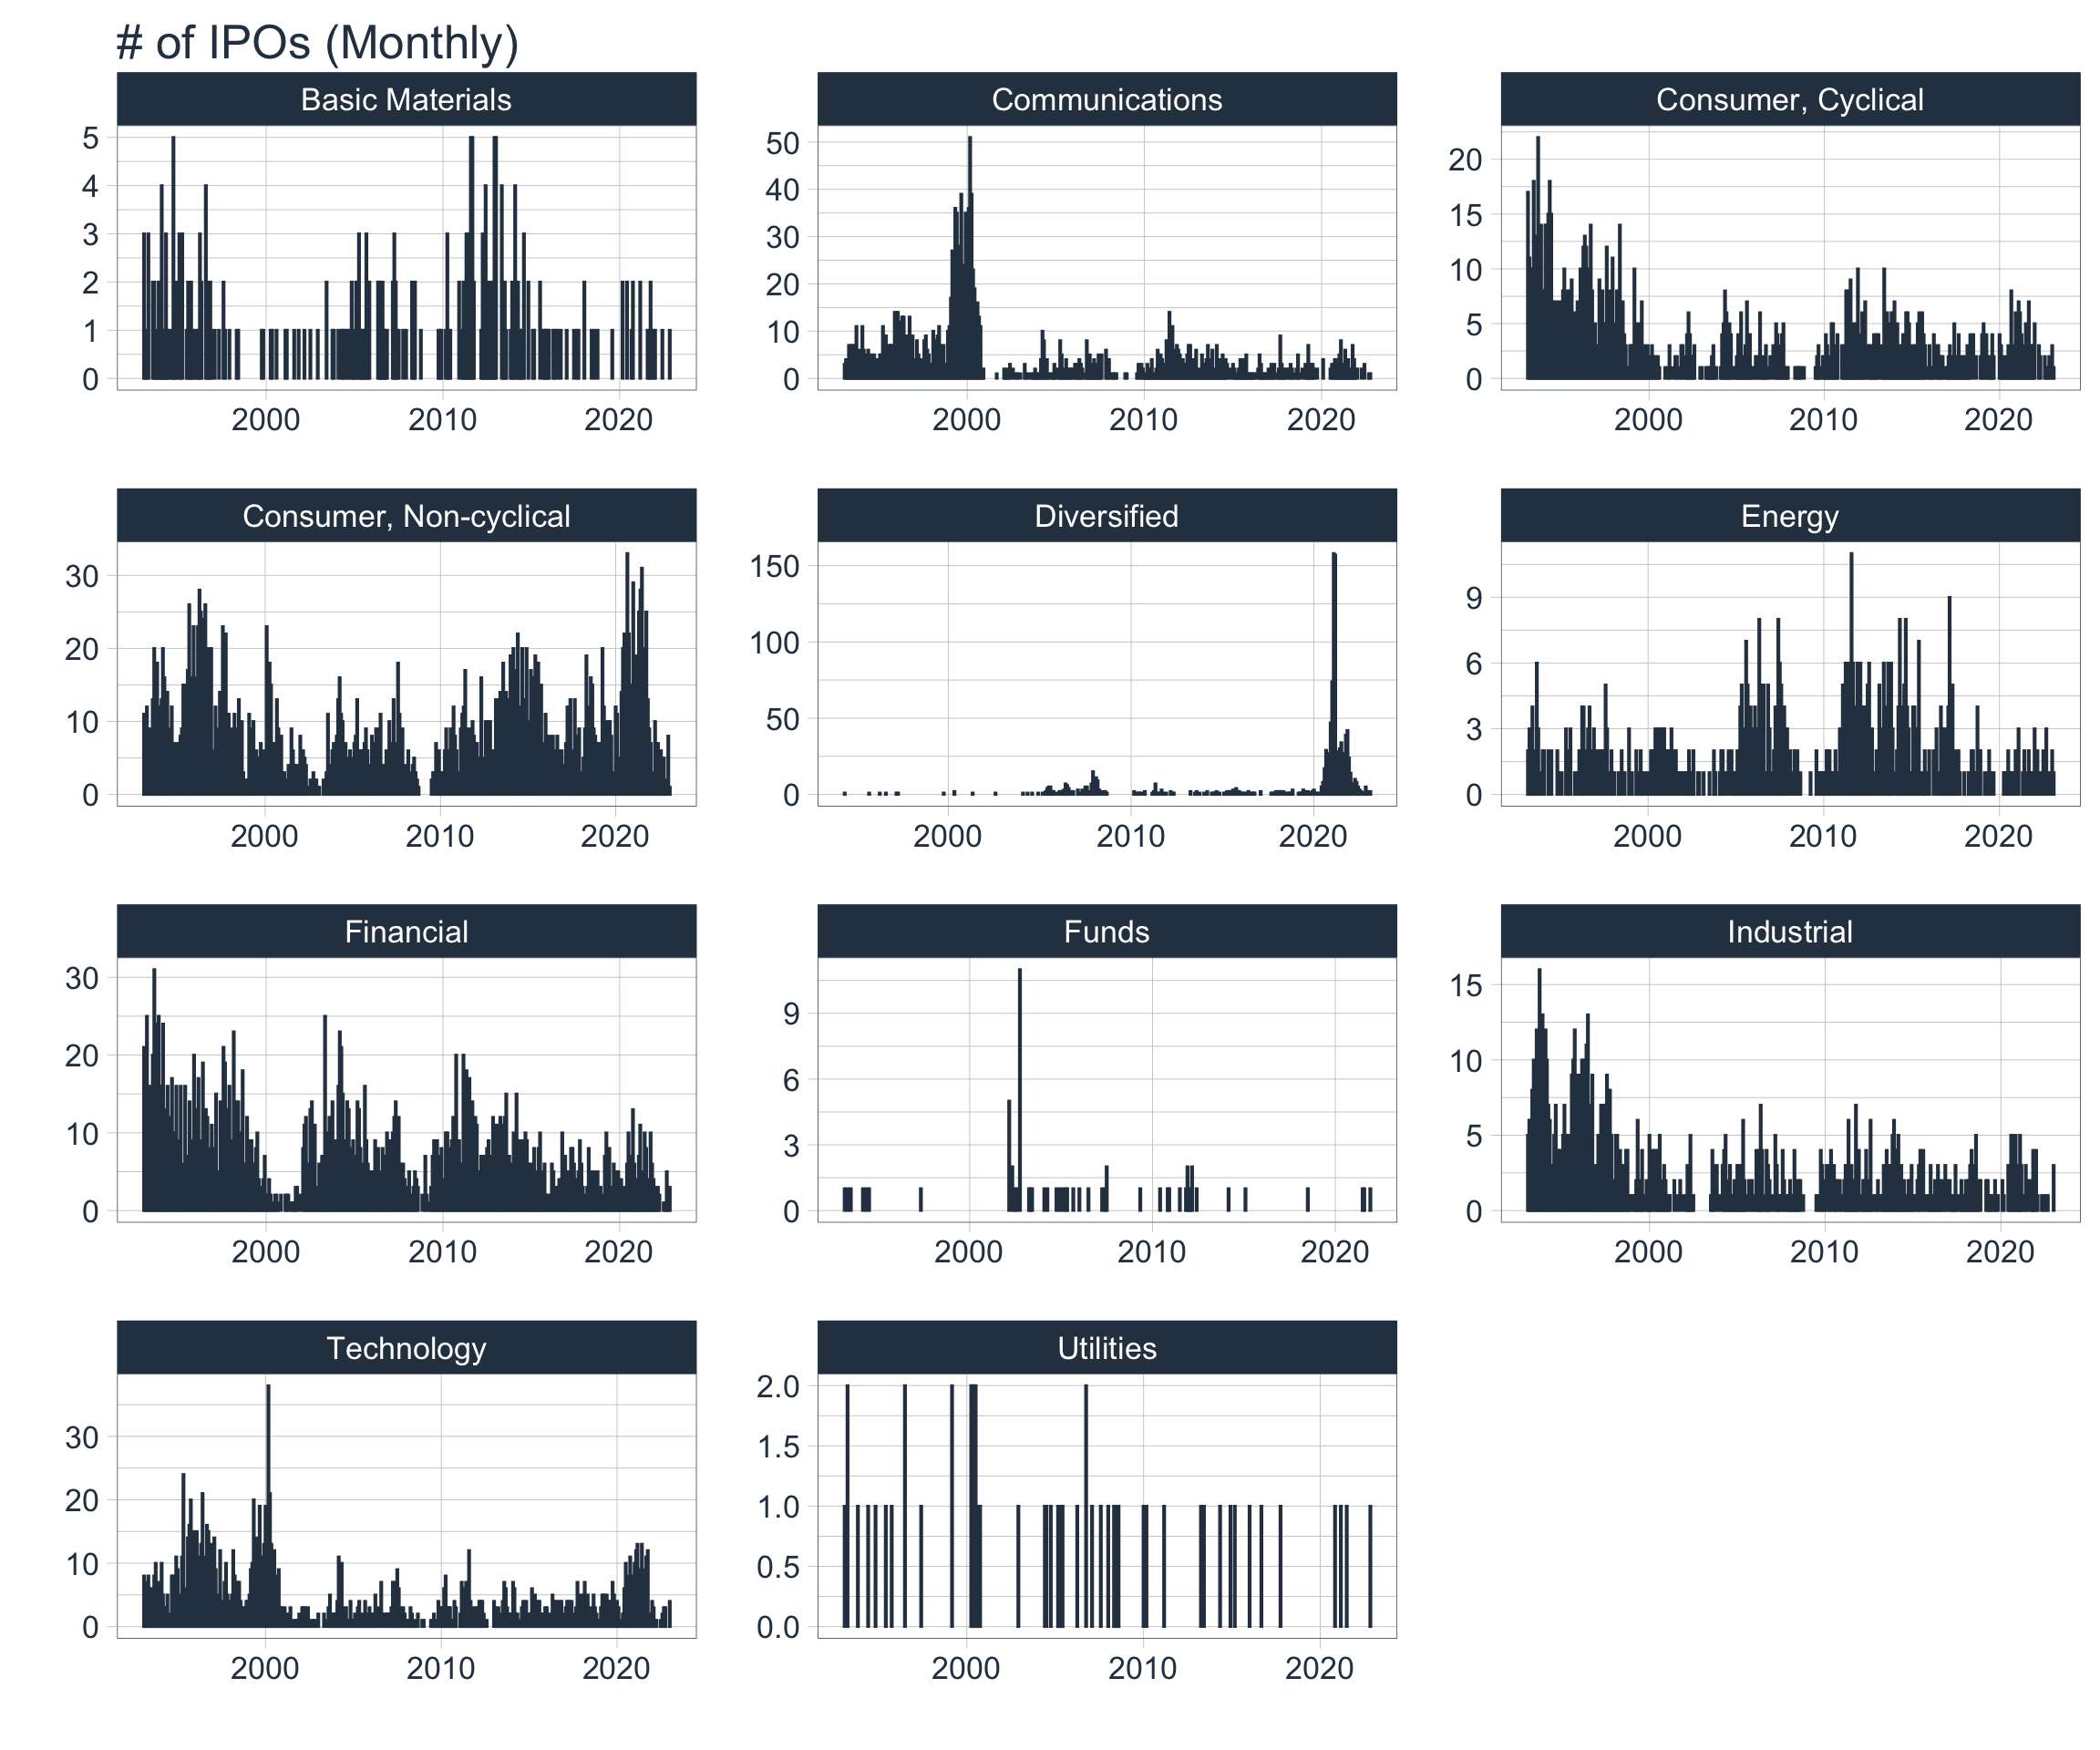 # of IPOs (Monthly)
Basic Materials
5
4
3
2
1
0
2000 2010 2020
Communications
50
40
30
20
10
0
2000 2010 2020
Consumer, Cyclical
20
15
10
5
0
2000 2010 2020
Consumer, Non-cyclical
30
20
10
0
2000 2010 2020
Diversified
150
100
50
0
2000 2010 2020
Energy
9
6
3
0
2000 2010 2020
Financial
30
20
10
0
2000 2010 2020
Funds
9
6
3
0
2000 2010 2020
Industrial
15
10
5
0
2000 2010 2020
Technology
30
20
10
0
2000 2010 2020
Utilities
2.0
1.5
1.0
0.5
0.0
2000 2010 2020